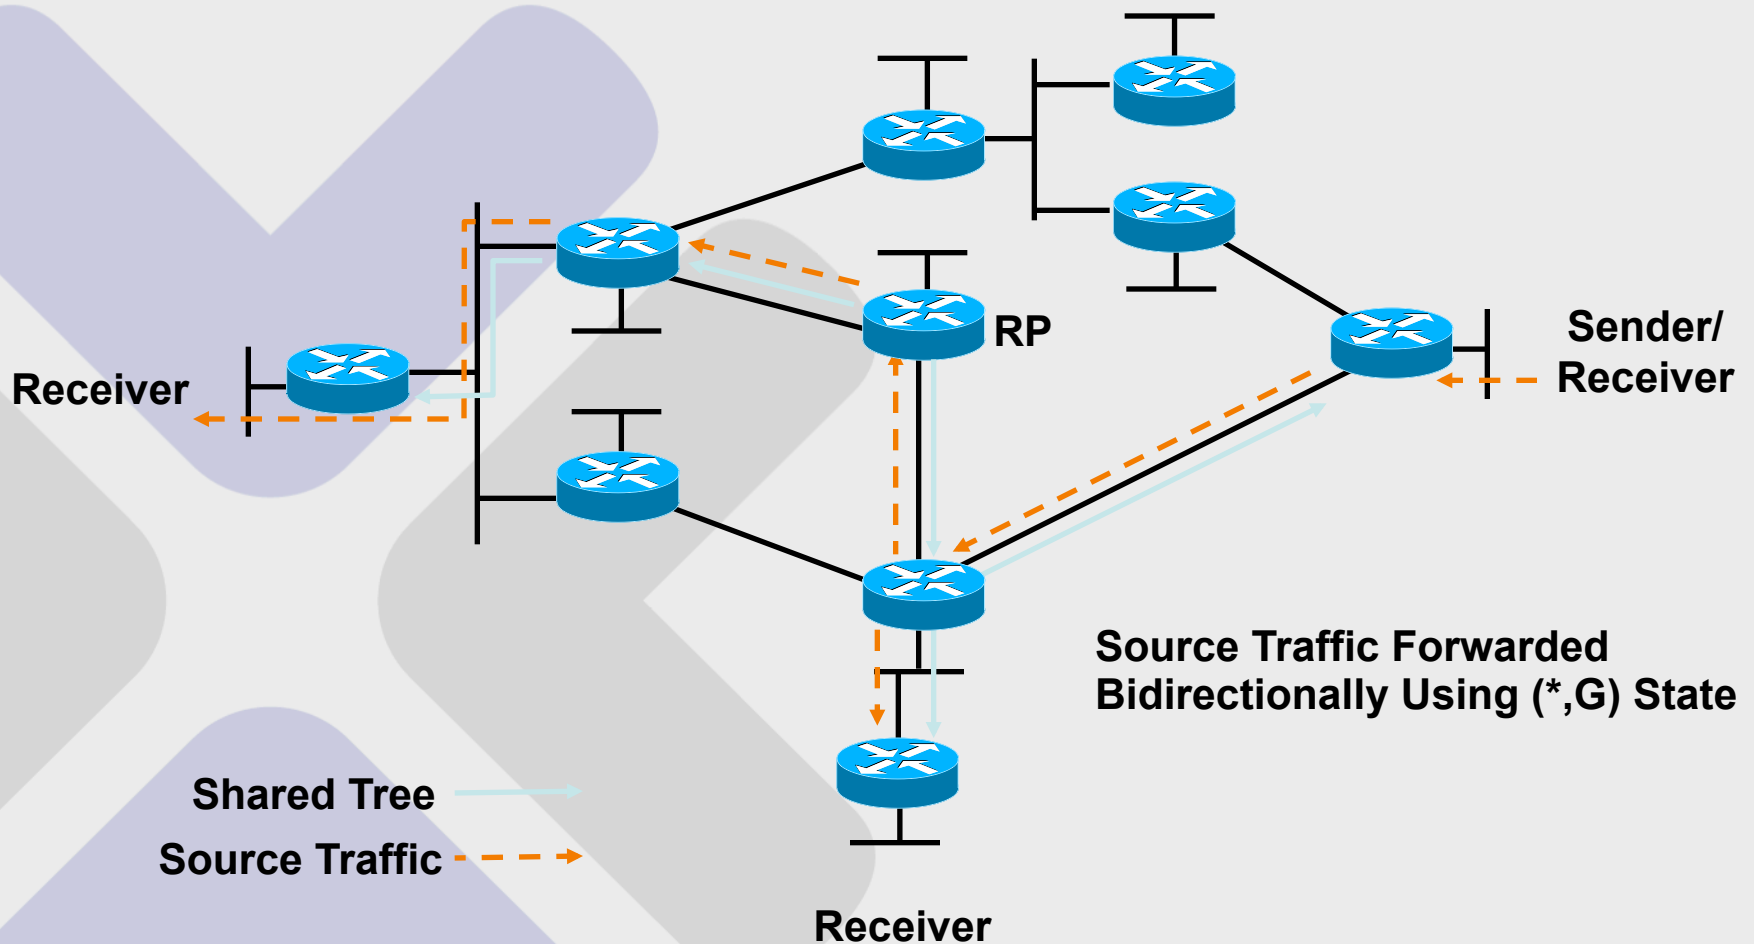 RP
Sender/
Receiver
Receiver
Source Traffic Forwarded
Bidirectionally Using (*,G) State
Shared Tree
Source Traffic
Receiver